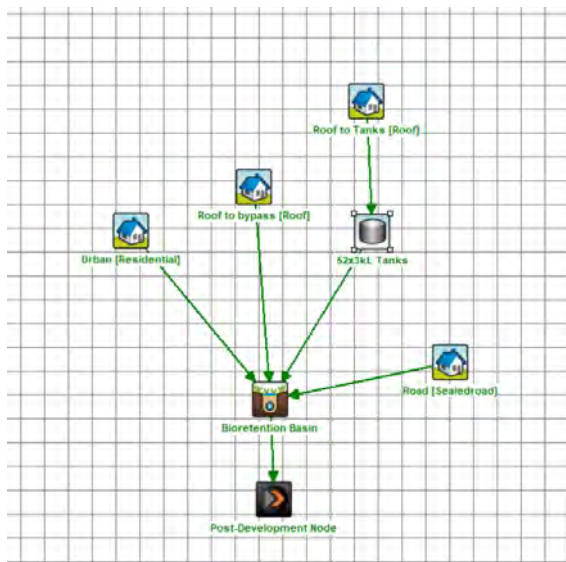 Roof to Tanks [Roof]
Roof to bypass [Roof]
Urban [Residential]
52x3kL Tanks
Road [Sealedroad]
Bioretention Basin
Post-Development Node